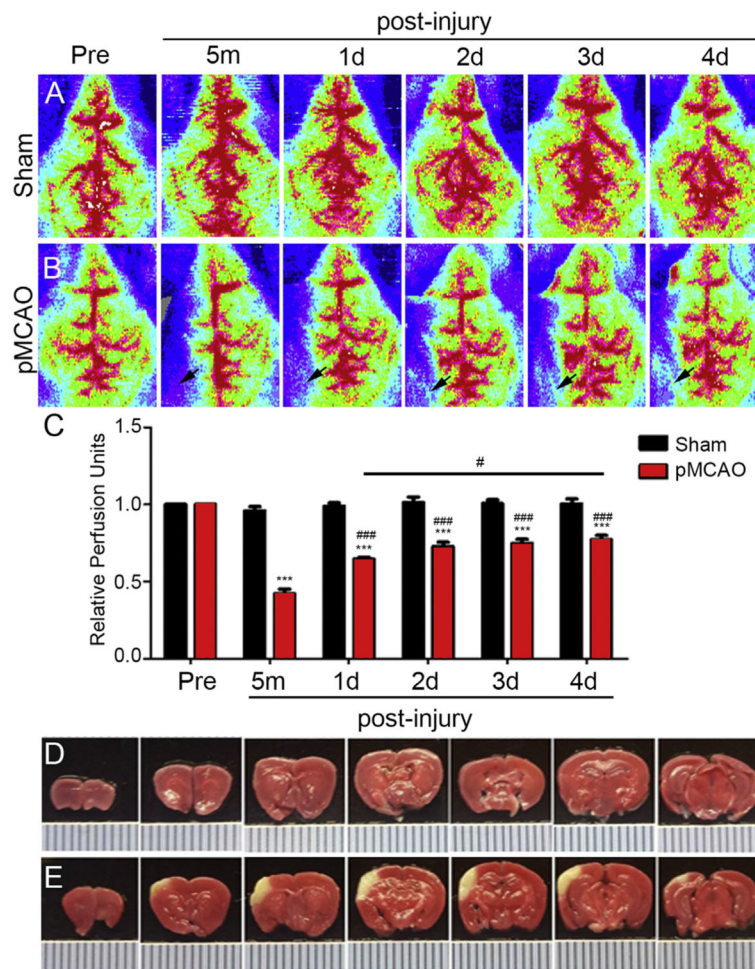 post-injury
Pre 5m 1d 2d 3d 4d
A
Sham
B
pMCAO
C
Relative Perfusion Units
1.5
1.0
0.5
0.0
#
Sham
pMCAO
### ### ### ###
*** *** *** *** ***
Pre 5m 1d 2d 3d 4d
post-injury
D
E